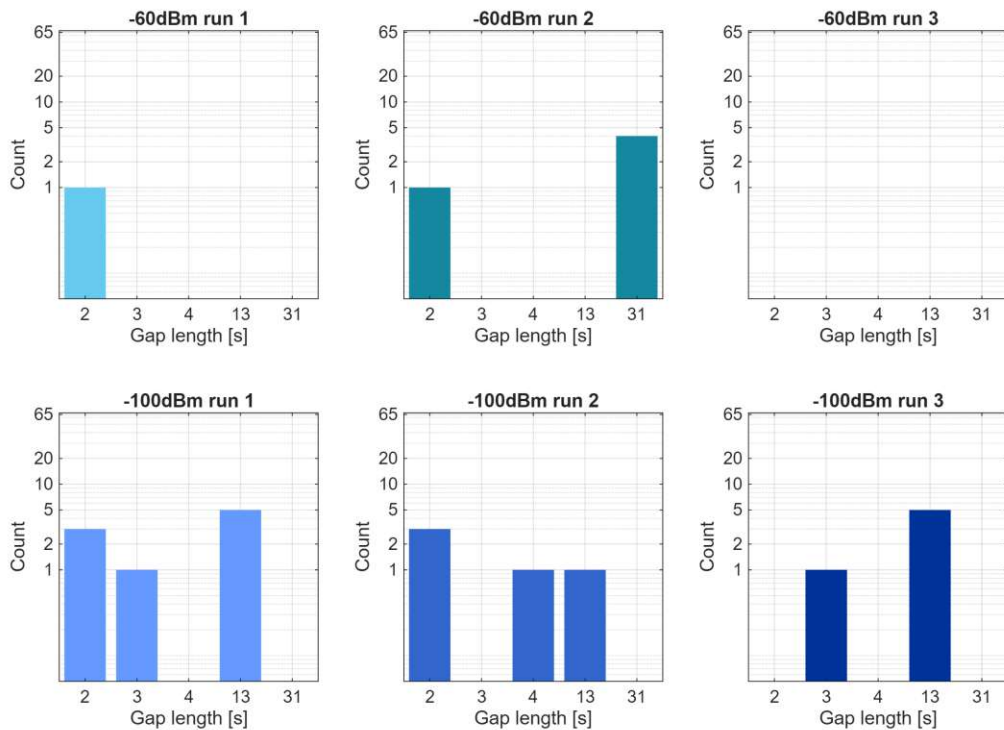 -60dBm run 1
65
20
10
5
2
1
Count
2 3 4 13 31
Gap length [s]
-60dBm run 2
65
20
10
5
2
1
Count
2 3 4 13 31
Gap length [s]
-60dBm run 3
65
20
10
5
2
1
Count
2 3 4 13 31
Gap length [s]
-100dBm run 1
65
20
10
5
2
1
Count
2 3 4 13 31
Gap length [s]
-100dBm run 2
65
20
10
5
2
1
Count
2 3 4 13 31
Gap length [s]
-100dBm run 3
65
20
10
5
2
1
Count
2 3 4 13 31
Gap length [s]